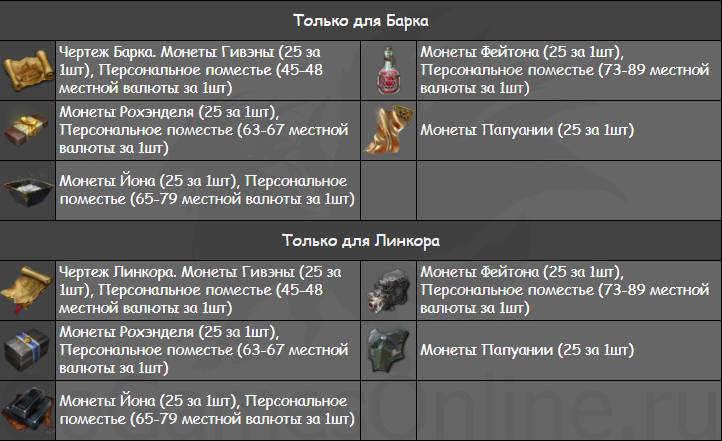 Только для Барка
Чертеж Барка. Монеты Гивэны (25 за
1шт), Персональное поместье (45-48
местной валюты за 1шт)
Монеты Фейтона (25 за 1шт),
Персональное поместье (73-89 местной
валюты за 1шт)
Монеты Рохэнделя (25 за 1шт),
Персональное поместье (63-67 местной
валюты за 1шт)
Монеты Папуании (25 за 1шт)
Монеты Йона (25 за 1шт), Персональное
поместье (65-79 местной валюты за 1шт)
Только для Линкора
Чертеж Линкора. Монеты Гивэны (25 за
1шт), Персональное поместье (45-48
местной валюты за 1шт)
Монеты Фейтона (25 за 1шт),
Персональное поместье (73-89 местной
валюты за 1шт)
Монеты Рохэнделя (25 за 1шт),
Персональное поместье (63-67 местной
валюты за 1шт)
Монеты Папуании (25 за 1шт)
Монеты Йона (25 за 1шт), Персональное
поместье (65-79 местной валюты за 1шт)